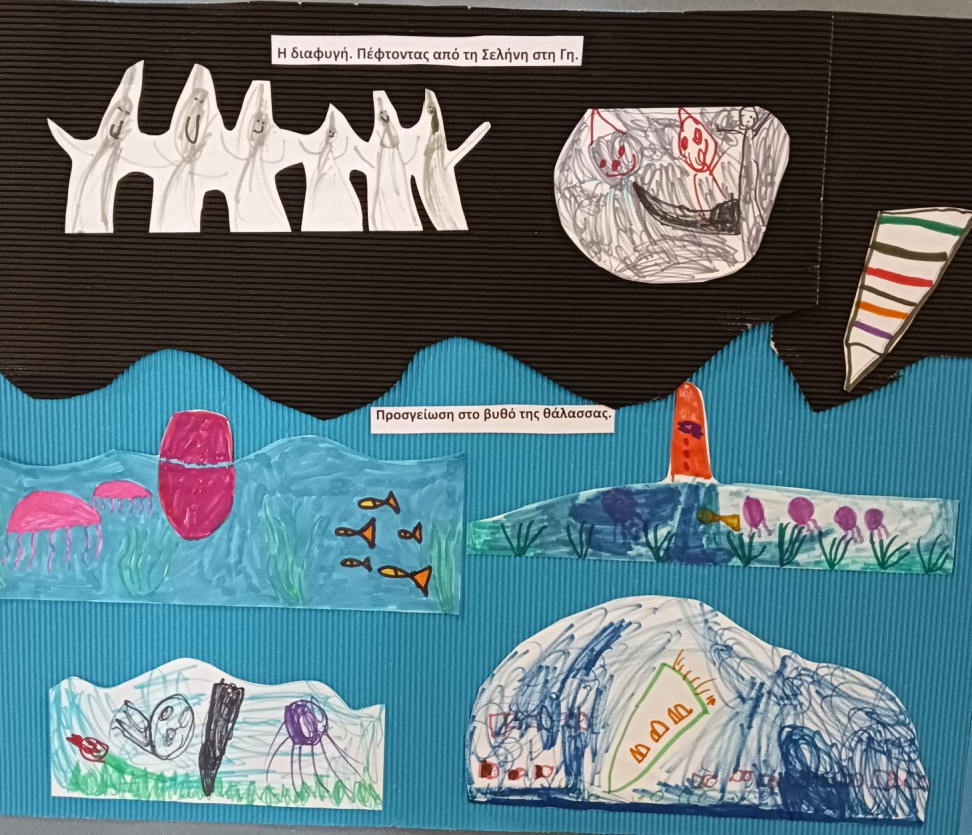 Η διαφυγή. Πέφτοντας από τη Σελήνη στη Γη.
Προσγείωση στο βυθό της θάλασσας.